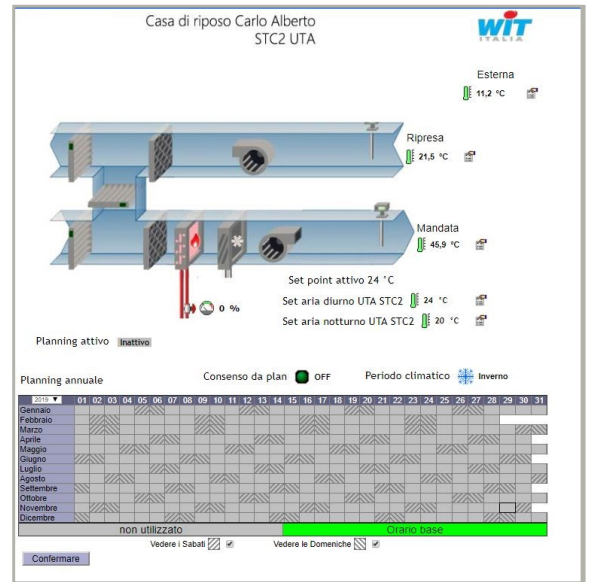 Casa di riposo Carlo Alberto
STC2 UTA
WIT
ITALIA
Esterna
11,2 °C
Ripresa
21,5 °C
Mandata
45,9 °C
Set point attivo 24 °C
Set aria diurno UTA STC2 24 °C
0 %
Set aria notturno UTA STC2 20 °C
Planning attivo Inattivo
Planning annuale
Consenso da plan OFF
Periodo climatico Inverno
2019 01 02 03 04 05 06 07 08 09 10 11 12 13 14 15 16 17 18 19 20 21 22 23 24 25 26 27 28 29 30 31
Gennaio
Febbraio
Marzo
Aprile
Maggio
Giugno
Luglio
Agosto
Settembre
Ottobre
Novembre
Dicembre
non utilizzato Orario base
Vedere i Sabati Vedere le Domeniche
Confermare